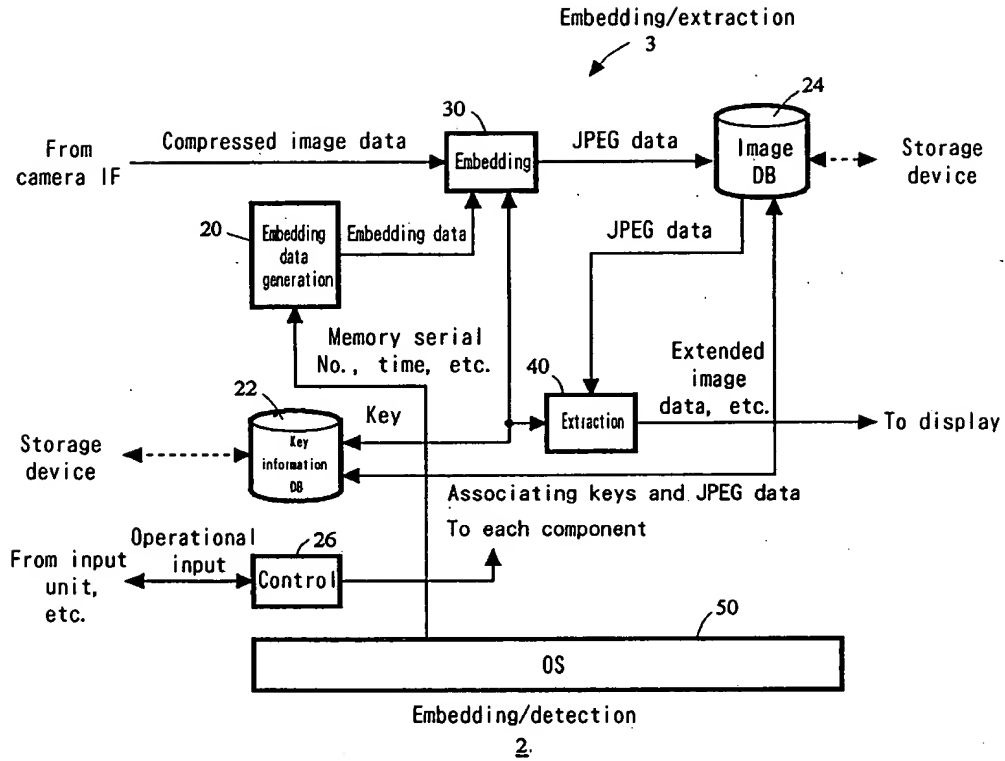 Embedding/extraction
3
24
30
From
camera IF
Compressed image data
Embedding
JPEG data
Image
DB
Storage
device
20
Embedding
data
generation
Embedding data
JPEG data
Memory serial
No., time, etc.
Extended
image
data, etc.
40
22
Key
Extraction
To display
Storage
device
Key
information
DB
Associating keys and JPEG data
To each component
From input
unit,
etc.
Operational
input
26
Control
50
OS
Embedding/detection
2.